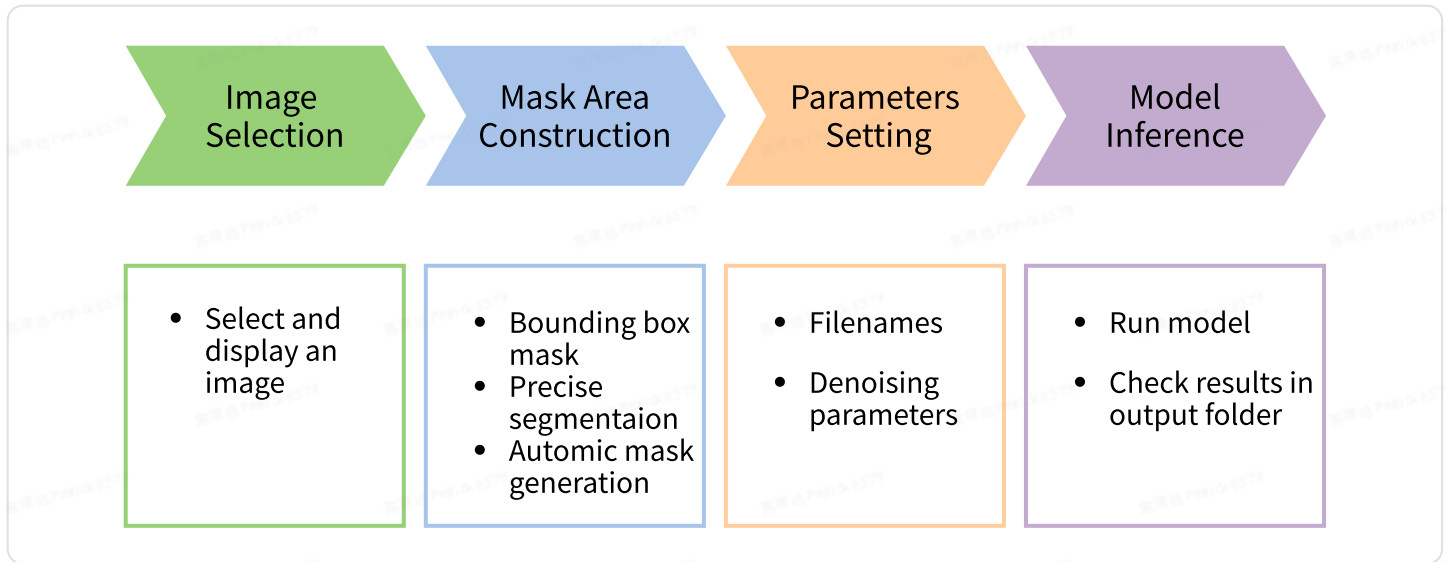 Image
Selection
Mask Area
Construction
Parameters
Setting
Model
Inference
• Select and
display an
image
• Bounding box
mask
• Precise
segmentaion
• Automic mask
generation
• Filenames
• Denoising
parameters
• Run model
• Check results in
output folder